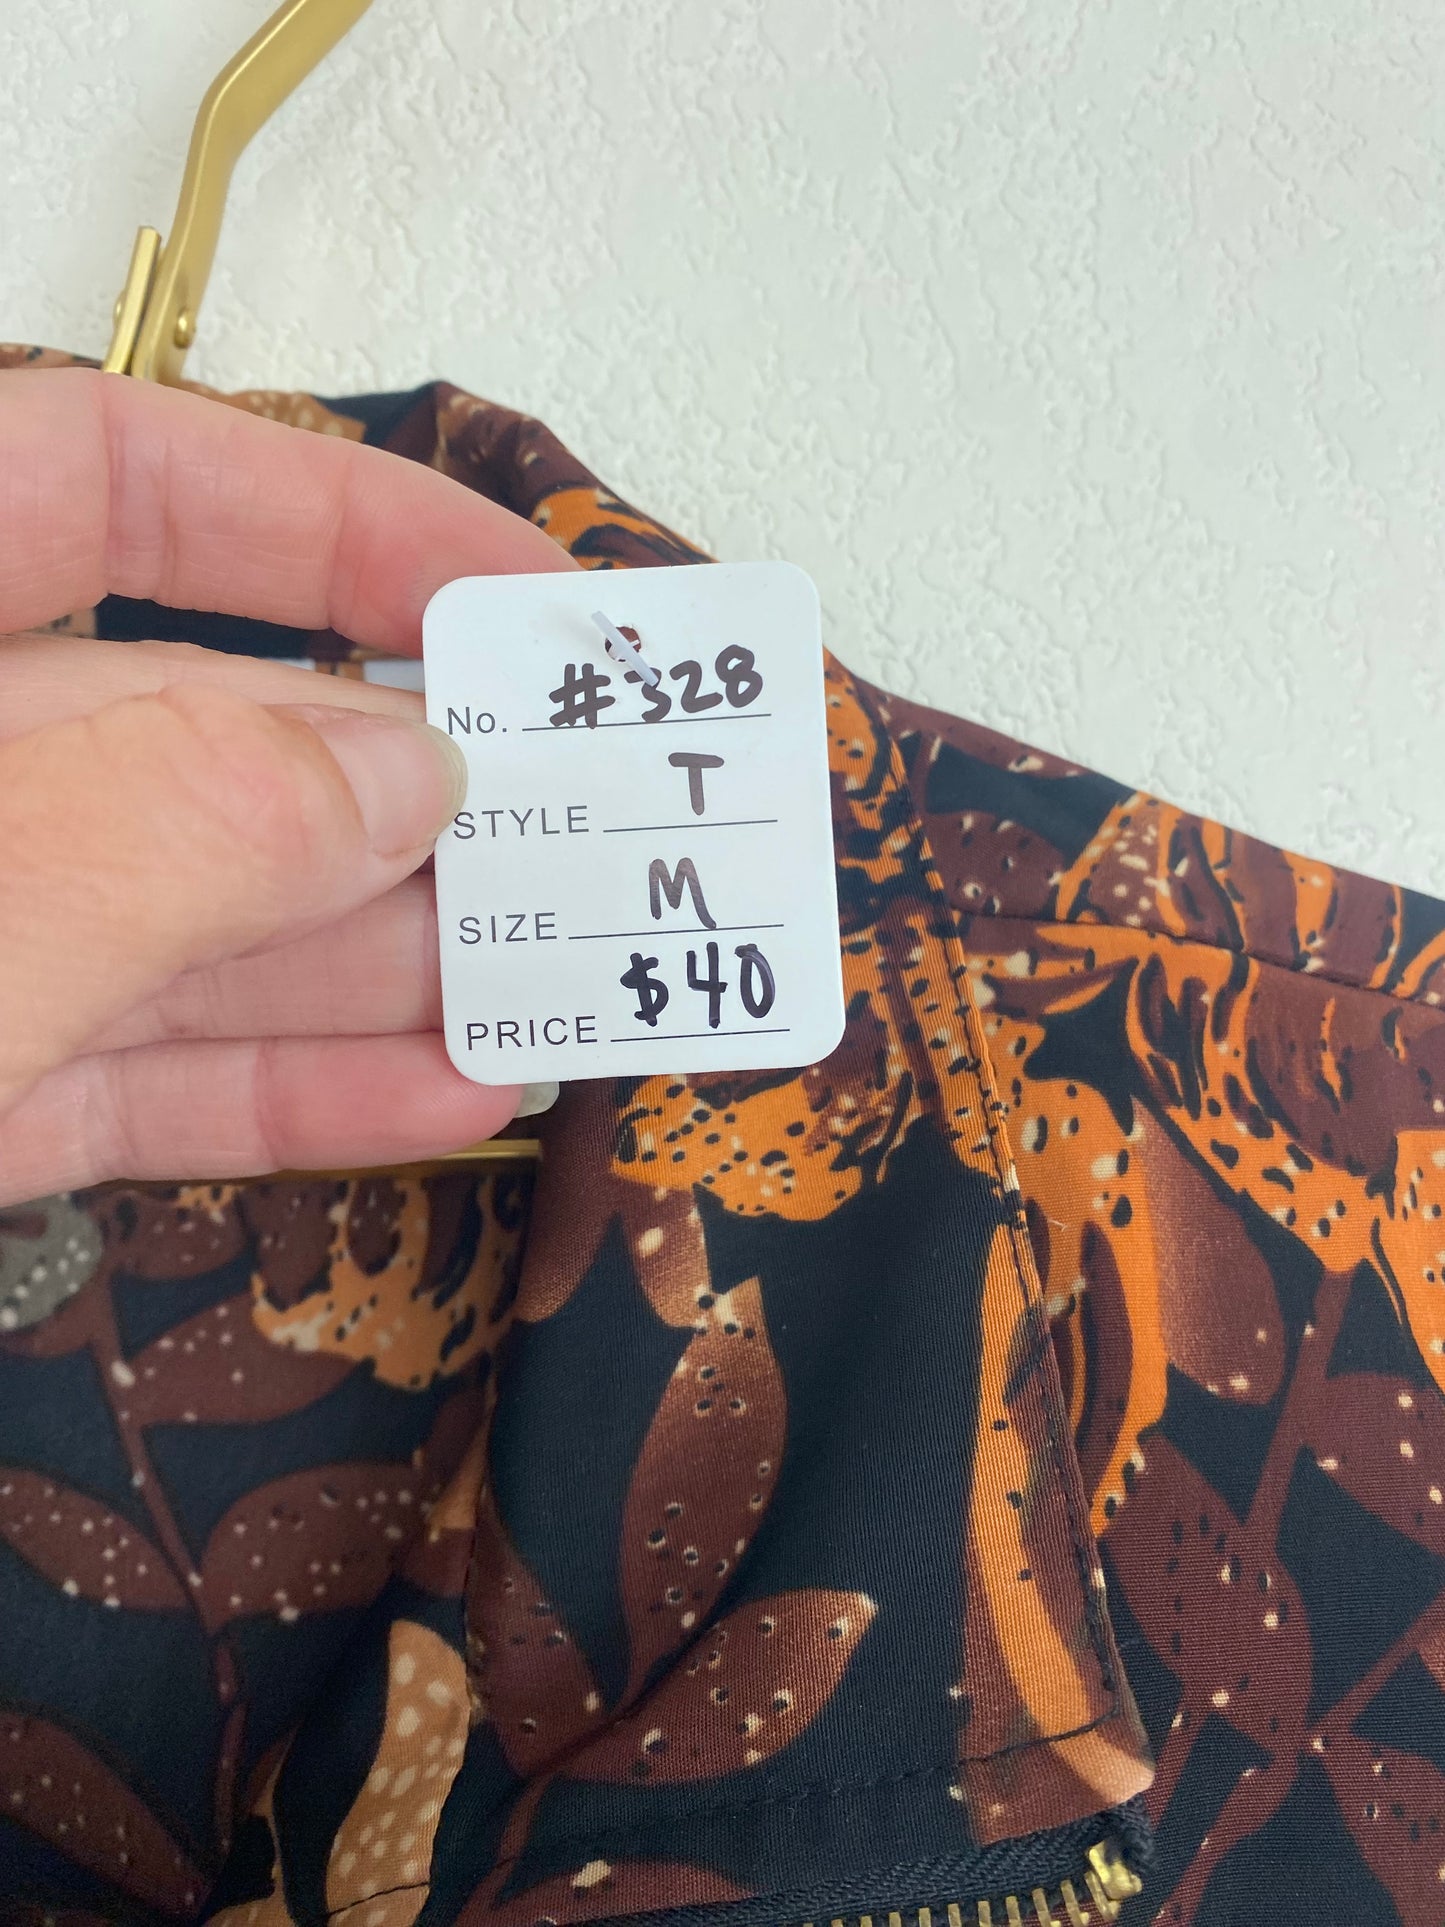 No. #328
STYLE T
SIZE M
PRICE $40